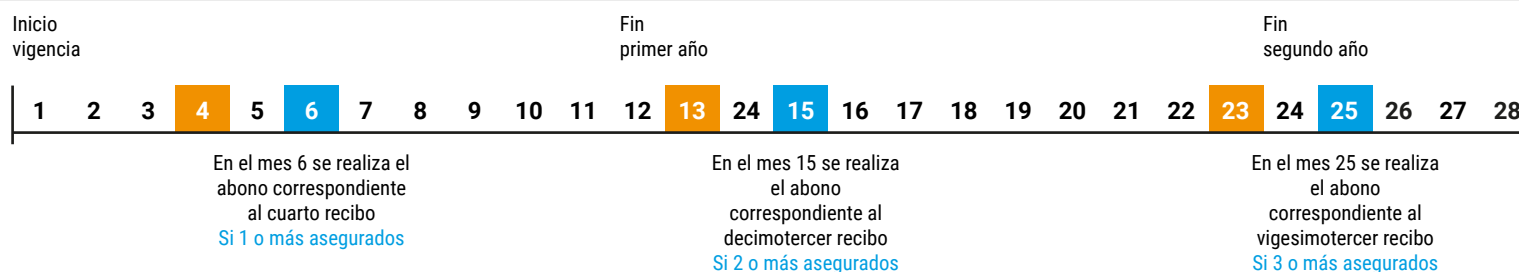 Inicio
vigencia
Fin
primer año
Fin
segundo año
1 2 3 4 5 6 7 8 9 10 11 12 13 24 15 16 17 18 19 20 21 22 23 24 25 26 27 28
En el mes 6 se realiza el
abono correspondiente
al cuarto recibo
Si 1 o más asegurados
En el mes 15 se realiza
el abono
correspondiente al
decimotercer recibo
Si 2 o más asegurados
En el mes 25 se realiza
el abono
correspondiente al
vigesimotercer recibo
Si 3 o más asegurados